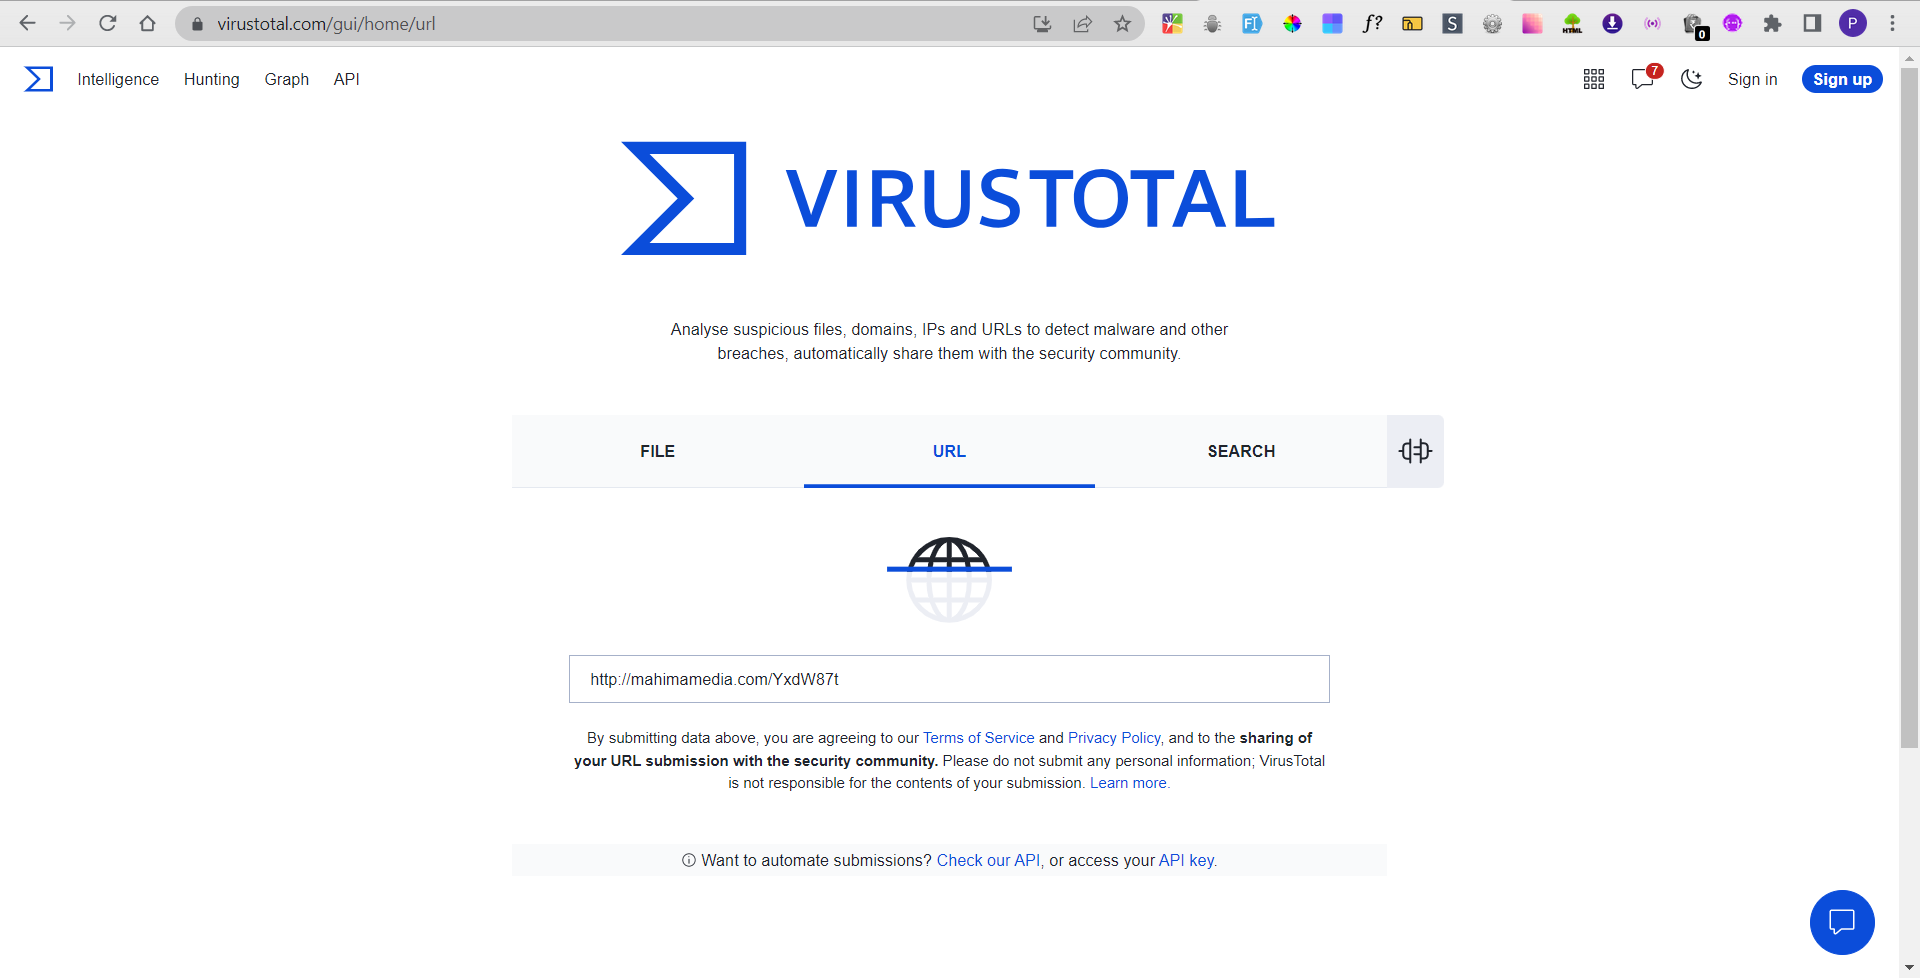 virustotal.com/gui/home/url
FI
f?
S
HTML
0
P
Intelligence
Hunting
Graph
API
7
Sign in
Sign up
VIRUSTOTAL
Analyse suspicious files, domains, IPs and URLs to detect malware and other
breaches, automatically share them with the security community.
FILE
URL
SEARCH
http://mahimamedia.com/YxdW87t
By submitting data above, you are agreeing to our Terms of Service and Privacy Policy, and to the sharing of
your URL submission with the security community. Please do not submit any personal information; VirusTotal
is not responsible for the contents of your submission. Learn more.
Want to automate submissions? Check our API, or access your API key.